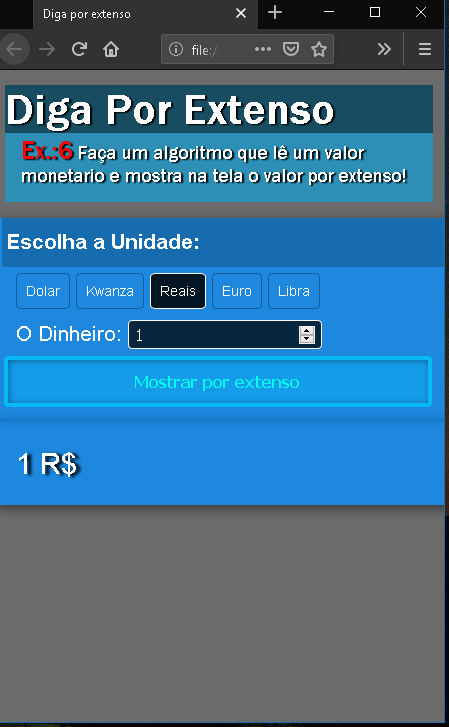 Diga por extenso
file:/
Diga Por Extenso
Ex.:6 Faça um algoritmo que lê um valor
monetario e mostra na tela o valor por extenso!
Escolha a Unidade:
Dolar Kwanza Reais Euro Libra
O Dinheiro: 1
Mostrar por extenso
1 R$